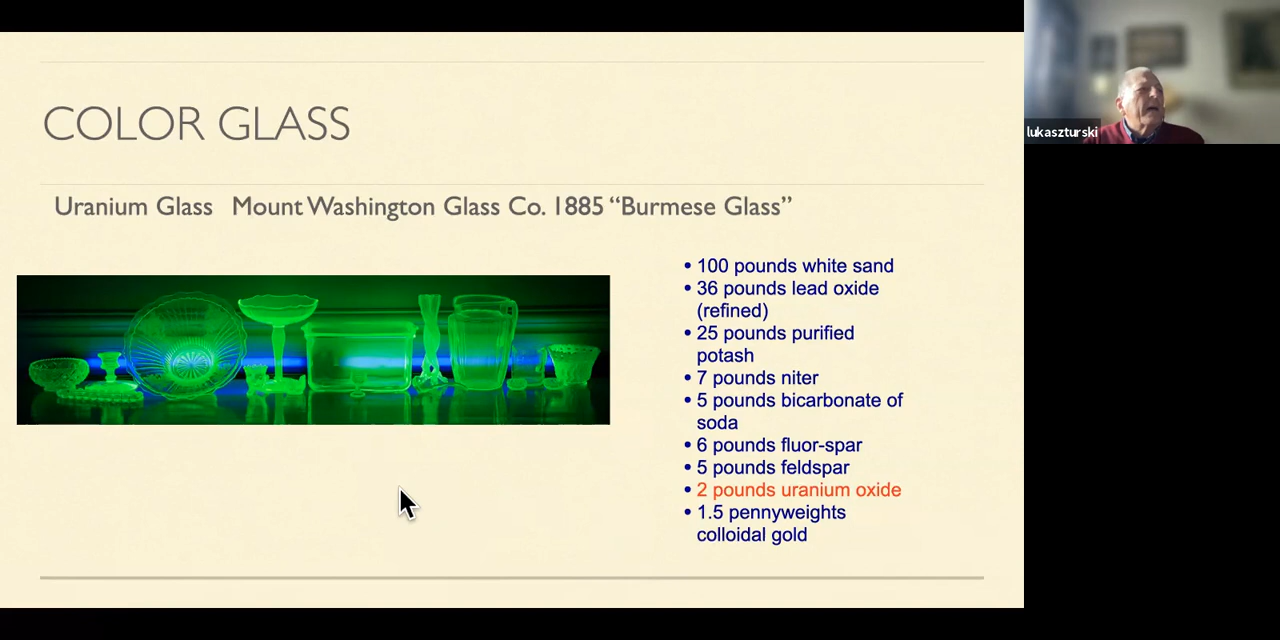 COLOR GLASS
Uranium Glass Mount Washington Glass Co. 1885 “Burmese Glass”
• 100 pounds white sand
• 36 pounds lead oxide
(refined)
• 25 pounds purified
potash
• 7 pounds niter
• 5 pounds bicarbonate of
soda
• 6 pounds fluor-spar
• 5 pounds feldspar
• 2 pounds uranium oxide
• 1.5 pennyweights
colloidal gold
lukaszturski